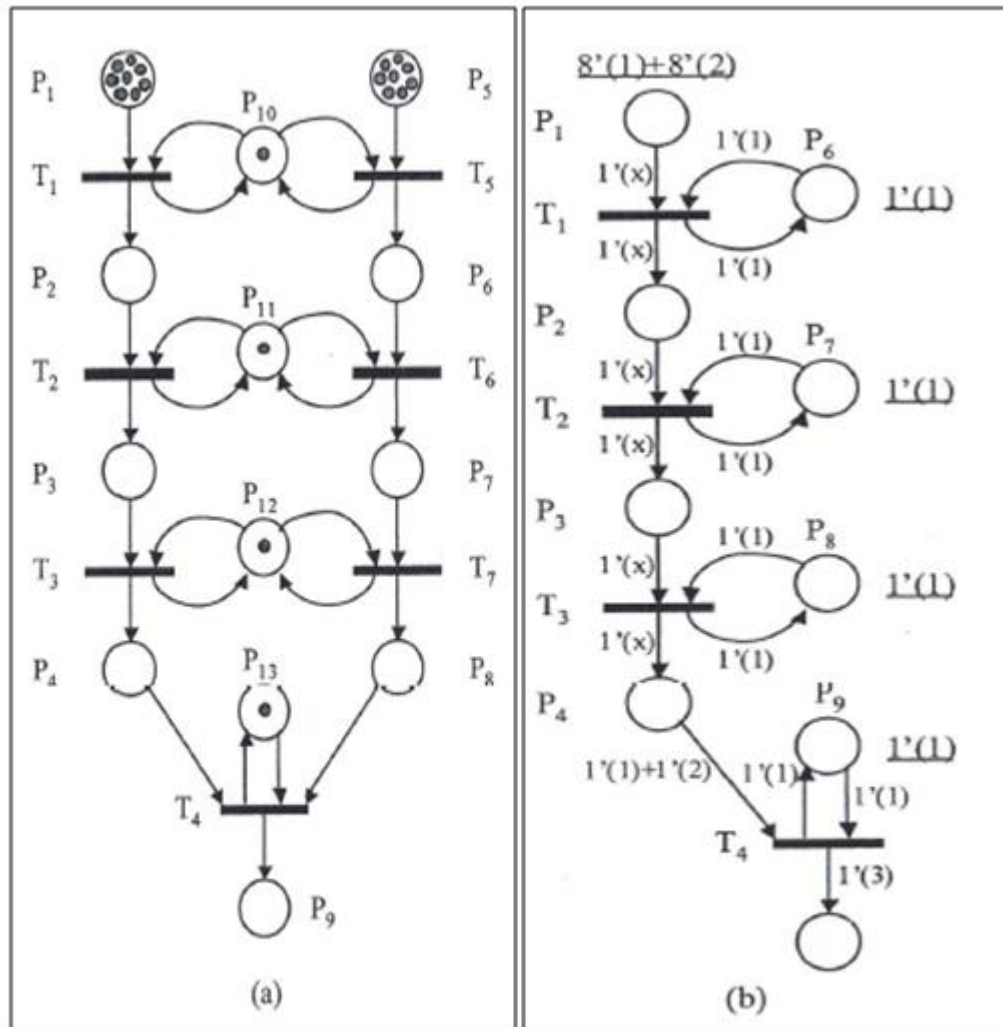 P1 P10 P5
T1 T5
P2 P11 P6
T2 T6
P3 P12 P7
T3 T7
P4 P13 P8
T4
P9
(a)
8'(1)+8'(2)
P1
1'(x) 1'(1) P6
T1 1'(1)
1'(x) 1'(1)
P2
1'(x) 1'(1) P7
T2 1'(1)
1'(x) 1'(1)
P3
1'(x) 1'(1) P8
T3 1'(1)
1'(x) 1'(1)
P4 P9
1'(1)+1'(2) 1'(1) 1'(1)
1'(1)
T4
1'(3)
(b)